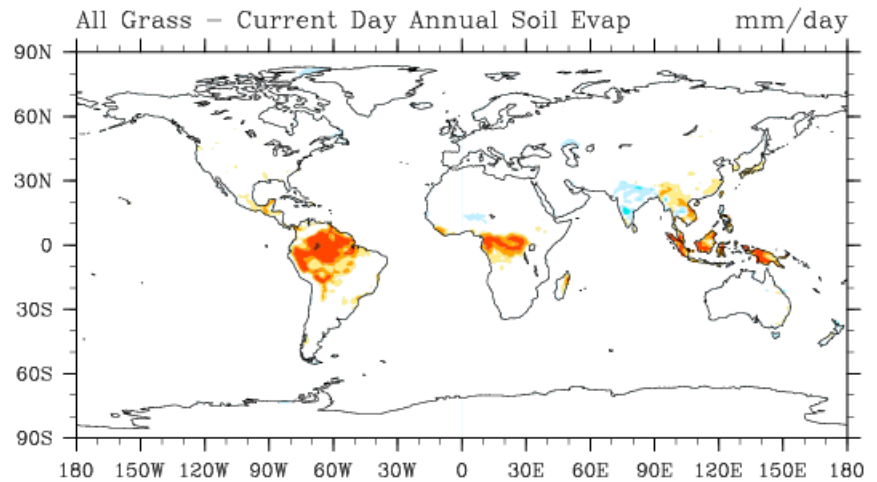 All Grass – Current Day Annual Soil Evap mm/day
90N
60N
30N
0
30S
60S
90S
180 150W 120W 90W 60W 30W 0 30E 60E 90E 120E 150E 180